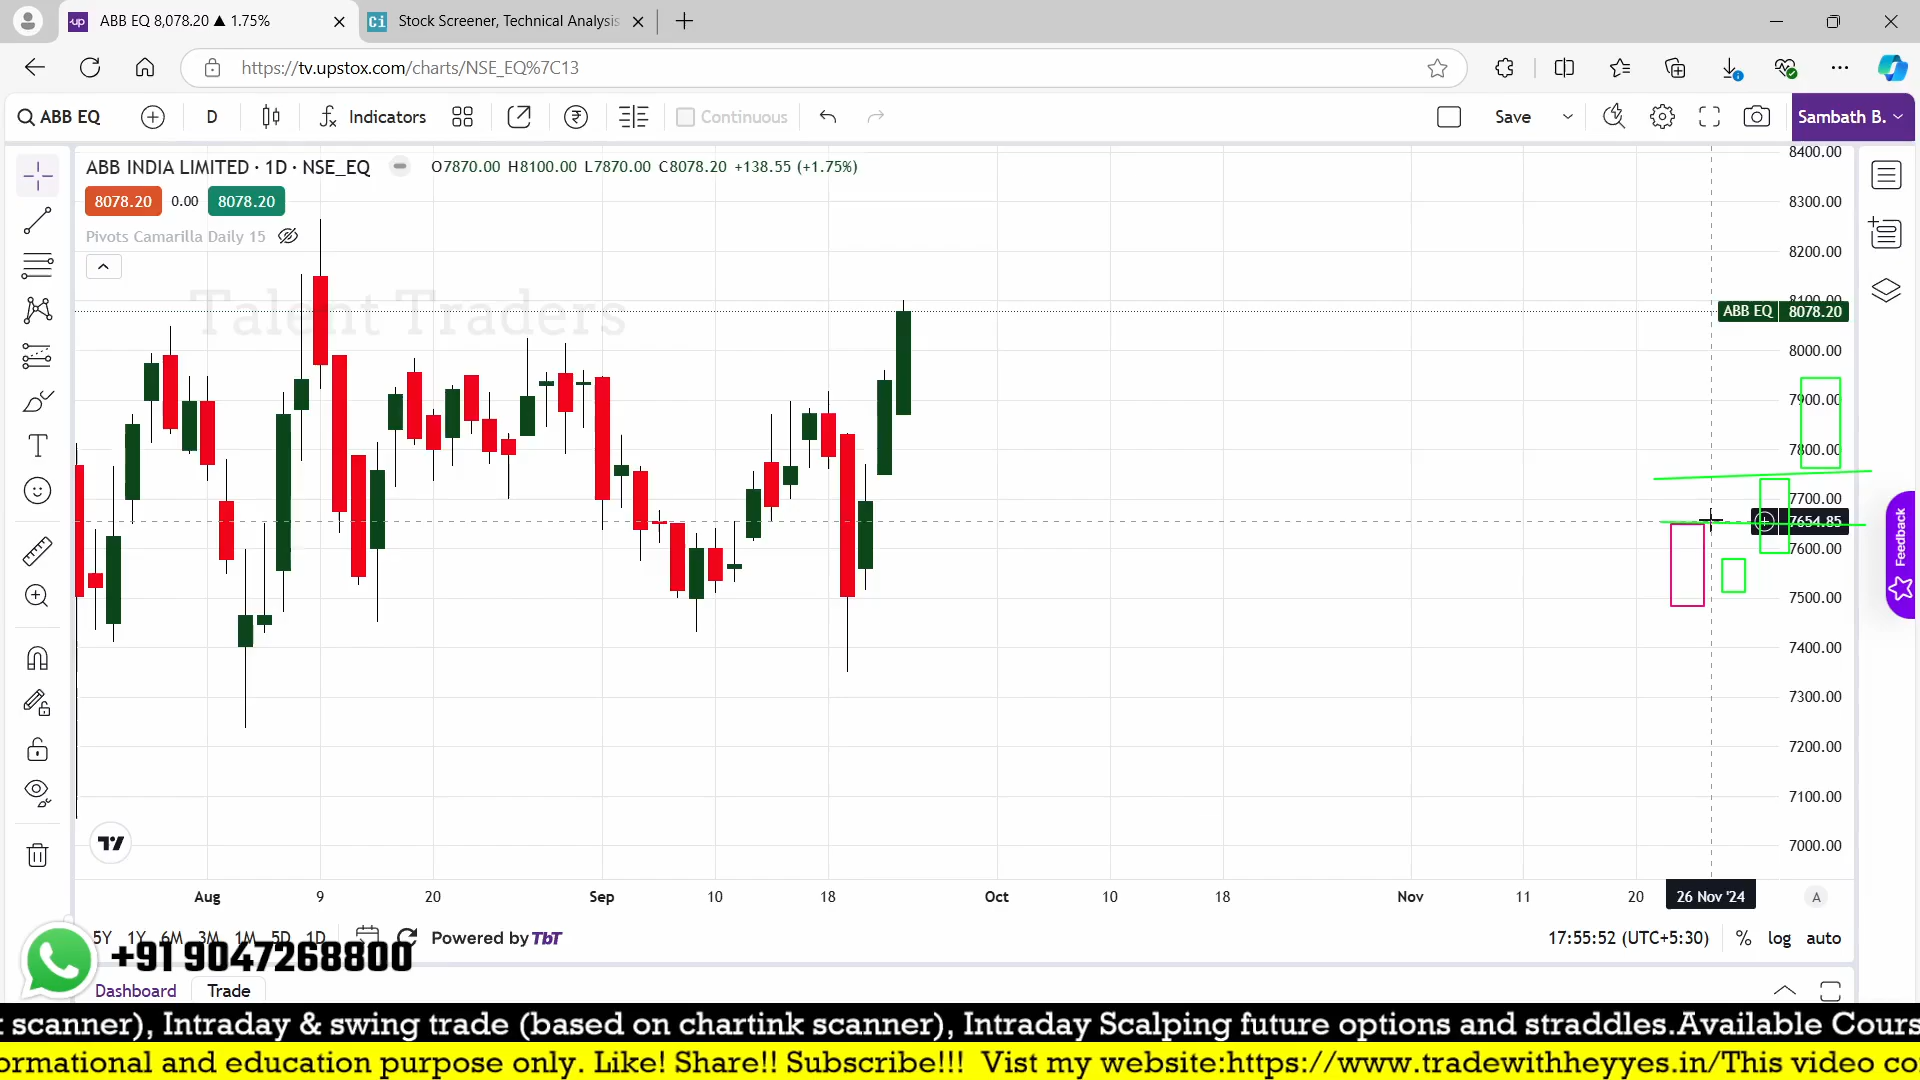 ABB EQ 8,078.20 ▲ 1.75%
Ci Stock Screener, Technical Analysis
https://tv.upstox.com/charts/NSE_EQ%7C13
ABB EQ D Indicators Continuous Save Sambath B.
ABB INDIA LIMITED · 1D · NSE_EQ O7870.00 H8100.00 L7870.00 C8078.20 +138.55 (+1.75%)
8078.20 0.00 8078.20
Pivots Camarilla Daily 15
Talent Traders
8400.00
8300.00
8200.00
8100.00
ABB EQ 8078.20
8000.00
7900.00
7800.00
7700.00
7654.85
7600.00
7500.00
7400.00
7300.00
7200.00
7100.00
7000.00
Feedback
Aug 9 20 Sep 10 18 Oct 10 18 Nov 11 20 26 Nov '24 A
5Y 1Y 6M 3M 1M 5D 1D Powered by TbT 17:55:52 (UTC+5:30) % log auto
+91 9047268800
Dashboard Trade
scanner), Intraday & swing trade (based on chartink scanner), Intraday Scalping future options and straddles.Available Cours
ormational and education purpose only. Like! Share!! Subscribe!!! Vist my website:https://www.tradewithheyyes.in/This video co